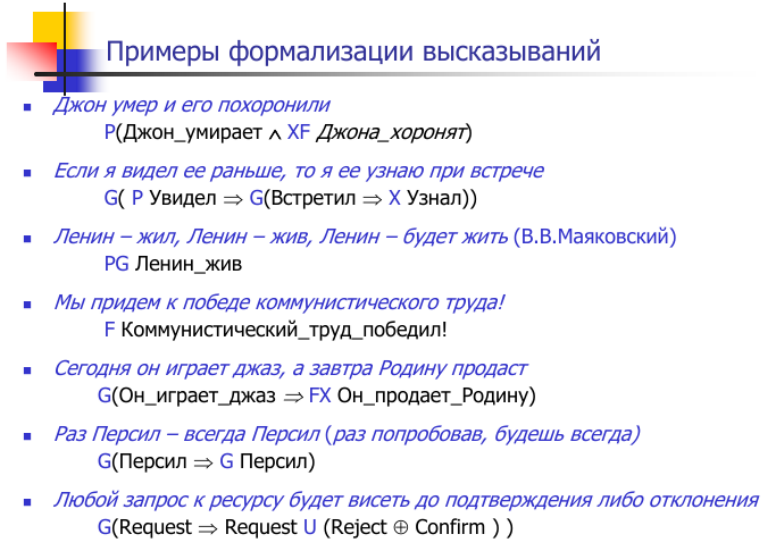 Примеры формализации высказываний
Джон умер и его похоронили
P(Джон_умирает ∧ XF Джона_хоронят)
Если я видел ее раньше, то я ее узнаю при встрече
G( P Увидел ⇒ G(Встретил ⇒ X Узнал))
Ленин – жил, Ленин – жив, Ленин – будет жить (В.В.Маяковский)
PG Ленин_жив
Мы придем к победе коммунистического труда!
F Коммунистический_труд_победил!
Сегодня он играет джаз, а завтра Родину продаст
G(Он_играет_джаз ⇒ FX Он_продает_Родину)
Раз Персил – всегда Персил (раз попробовав, будешь всегда)
G(Персил ⇒ G Персил)
Любой запрос к ресурсу будет висеть до подтверждения либо отклонения
G(Request ⇒ Request U (Reject ⊕ Confirm ) )